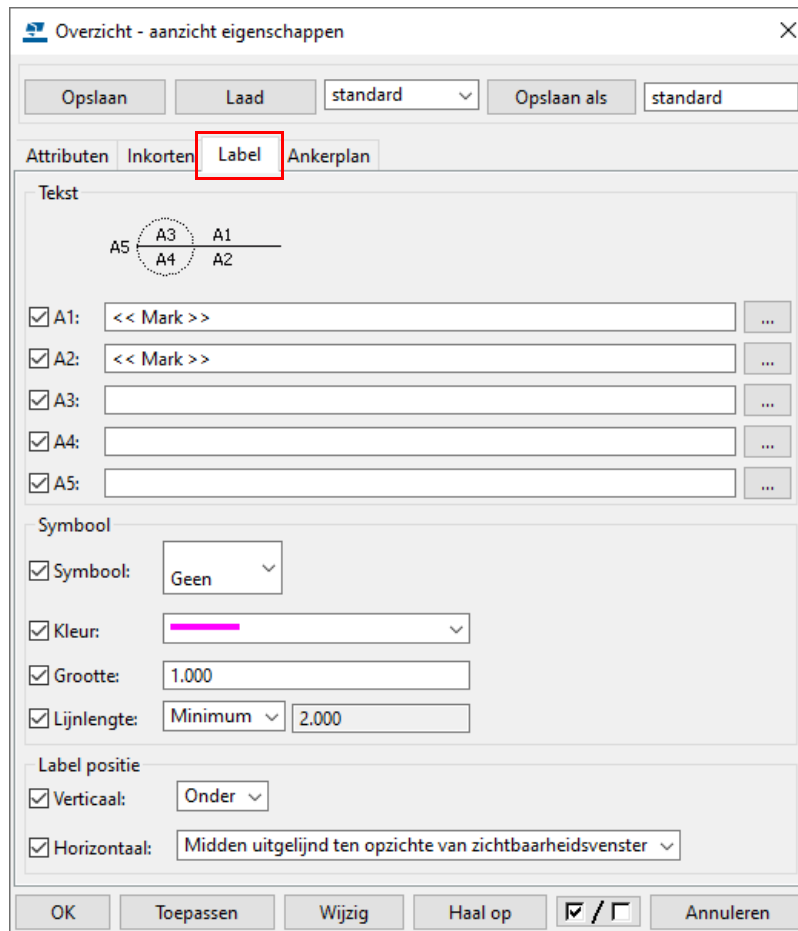 Overzicht - aanzicht eigenschappen
Opslaan Laad standard Opslaan als standard
Attributen Inkorten Label Ankerplan
Tekst
A5 A3 A1
A4 A2
A1: << Mark >> ...
A2: << Mark >> ...
A3: ...
A4: ...
A5: ...
Symbool
Symbool: Geen
Kleur:
Grootte: 1.000
Lijnlengte: Minimum 2.000
Label positie
Verticaal: Onder
Horizontaal: Midden uitgelijnd ten opzichte van zichtbaarheidsvenster
OK Toepassen Wijzig Haal op / Annuleren